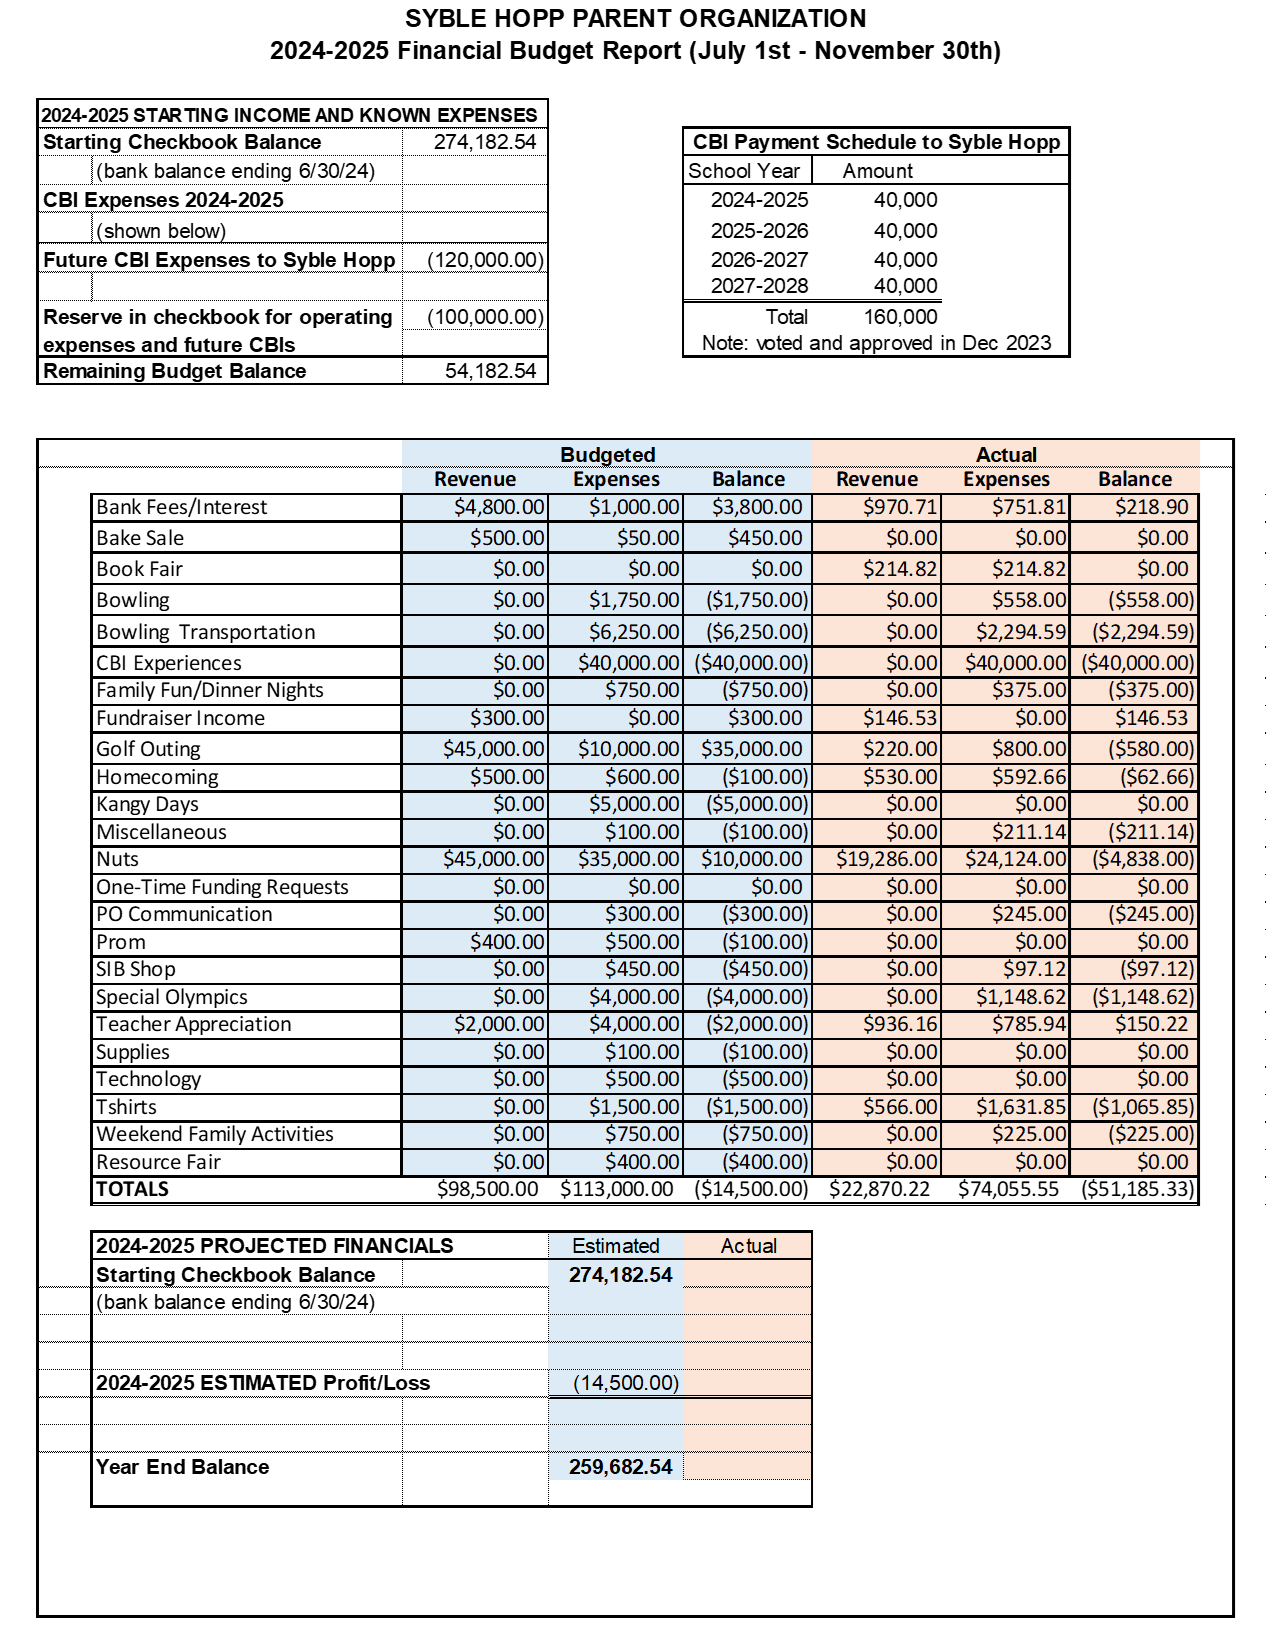 SYBLE HOPP PARENT ORGANIZATION
2024-2025 Financial Budget Report (July 1st - November 30th)
2024-2025 STARTING INCOME AND KNOWN EXPENSES
Starting Checkbook Balance 274,182.54
(bank balance ending 6/30/24)
CBI Expenses 2024-2025
(shown below)
Future CBI Expenses to Syble Hopp (120,000.00)
Reserve in checkbook for operating (100,000.00)
expenses and future CBIs
Remaining Budget Balance 54,182.54
CBI Payment Schedule to Syble Hopp
School Year Amount
2024-2025 40,000
2025-2026 40,000
2026-2027 40,000
2027-2028 40,000
Total 160,000
Note: voted and approved in Dec 2023
Budgeted Actual
Revenue Expenses Balance Revenue Expenses Balance
Bank Fees/Interest $4,800.00 $1,000.00 $3,800.00 $970.71 $751.81 $218.90
Bake Sale $500.00 $50.00 $450.00 $0.00 $0.00 $0.00
Book Fair $0.00 $0.00 $0.00 $214.82 $214.82 $0.00
Bowling $0.00 $1,750.00 ($1,750.00) $0.00 $558.00 ($558.00)
Bowling Transportation $0.00 $6,250.00 ($6,250.00) $0.00 $2,294.59 ($2,294.59)
CBI Experiences $0.00 $40,000.00 ($40,000.00) $0.00 $40,000.00 ($40,000.00)
Family Fun/Dinner Nights $0.00 $750.00 ($750.00) $0.00 $375.00 ($375.00)
Fundraiser Income $300.00 $0.00 $300.00 $146.53 $0.00 $146.53
Golf Outing $45,000.00 $10,000.00 $35,000.00 $220.00 $800.00 ($580.00)
Homecoming $500.00 $600.00 ($100.00) $530.00 $592.66 ($62.66)
Kangy Days $0.00 $5,000.00 ($5,000.00) $0.00 $0.00 $0.00
Miscellaneous $0.00 $100.00 ($100.00) $0.00 $211.14 ($211.14)
Nuts $45,000.00 $35,000.00 $10,000.00 $19,286.00 $24,124.00 ($4,838.00)
One-Time Funding Requests $0.00 $0.00 $0.00 $0.00 $0.00 $0.00
PO Communication $0.00 $300.00 ($300.00) $0.00 $245.00 ($245.00)
Prom $400.00 $500.00 ($100.00) $0.00 $0.00 $0.00
SIB Shop $0.00 $450.00 ($450.00) $0.00 $97.12 ($97.12)
Special Olympics $0.00 $4,000.00 ($4,000.00) $0.00 $1,148.62 ($1,148.62)
Teacher Appreciation $2,000.00 $4,000.00 ($2,000.00) $936.16 $785.94 $150.22
Supplies $0.00 $100.00 ($100.00) $0.00 $0.00 $0.00
Technology $0.00 $500.00 ($500.00) $0.00 $0.00 $0.00
Tshirts $0.00 $1,500.00 ($1,500.00) $566.00 $1,631.85 ($1,065.85)
Weekend Family Activities $0.00 $750.00 ($750.00) $0.00 $225.00 ($225.00)
Resource Fair $0.00 $400.00 ($400.00) $0.00 $0.00 $0.00
TOTALS $98,500.00 $113,000.00 ($14,500.00) $22,870.22 $74,055.55 ($51,185.33)
2024-2025 PROJECTED FINANCIALS Estimated Actual
Starting Checkbook Balance 274,182.54
(bank balance ending 6/30/24)
2024-2025 ESTIMATED Profit/Loss (14,500.00)
Year End Balance 259,682.54